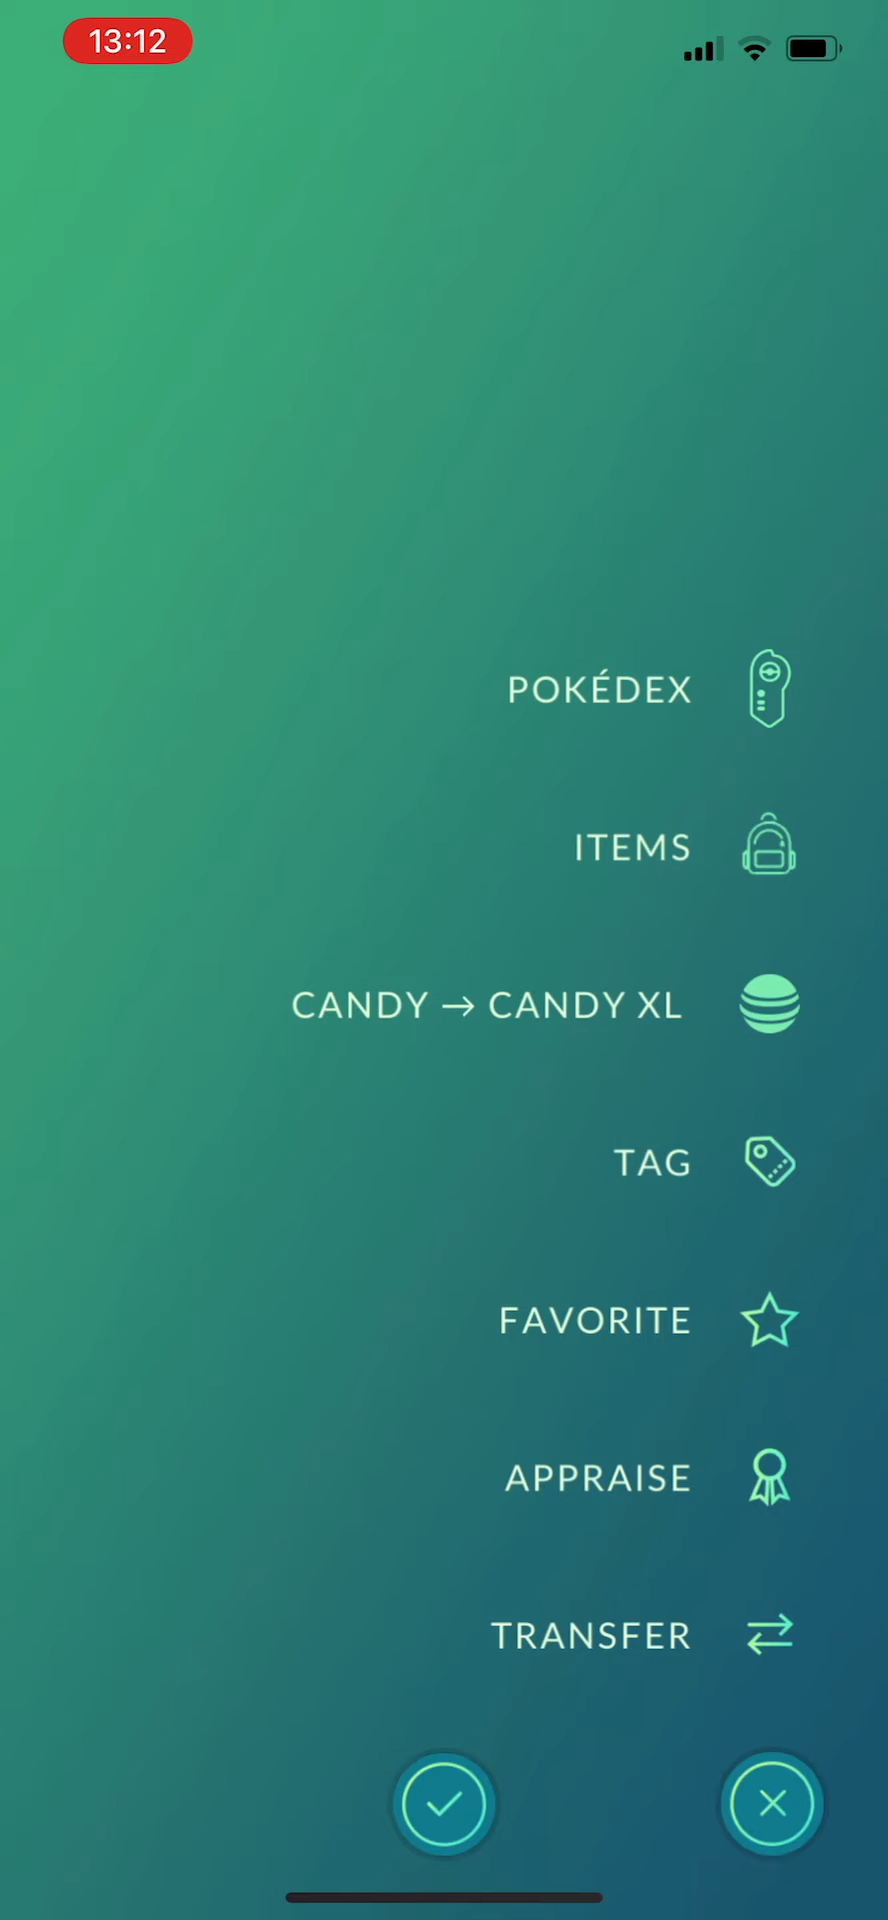 13:12
POKÉDEX
ITEMS
CANDY → CANDY XL
TAG
FAVORITE
APPRAISE
TRANSFER